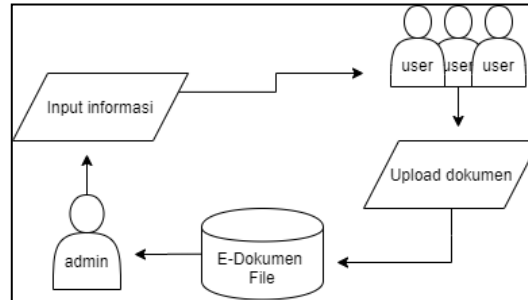 user user user
Input informasi
Upload dokumen
E-Dokumen
File
admin